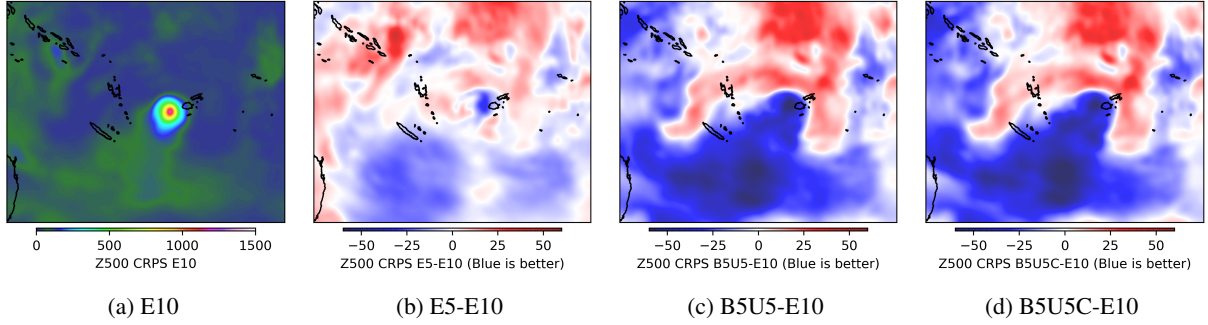 0 500 1000 1500
Z500 CRPS E10
(a) E10
−50 −25 0 25 50
Z500 CRPS E5-E10 (Blue is better)
(b) E5-E10
−50 −25 0 25 50
Z500 CRPS B5U5-E10 (Blue is better)
(c) B5U5-E10
−50 −25 0 25 50
Z500 CRPS B5U5C-E10 (Blue is better)
(d) B5U5C-E10